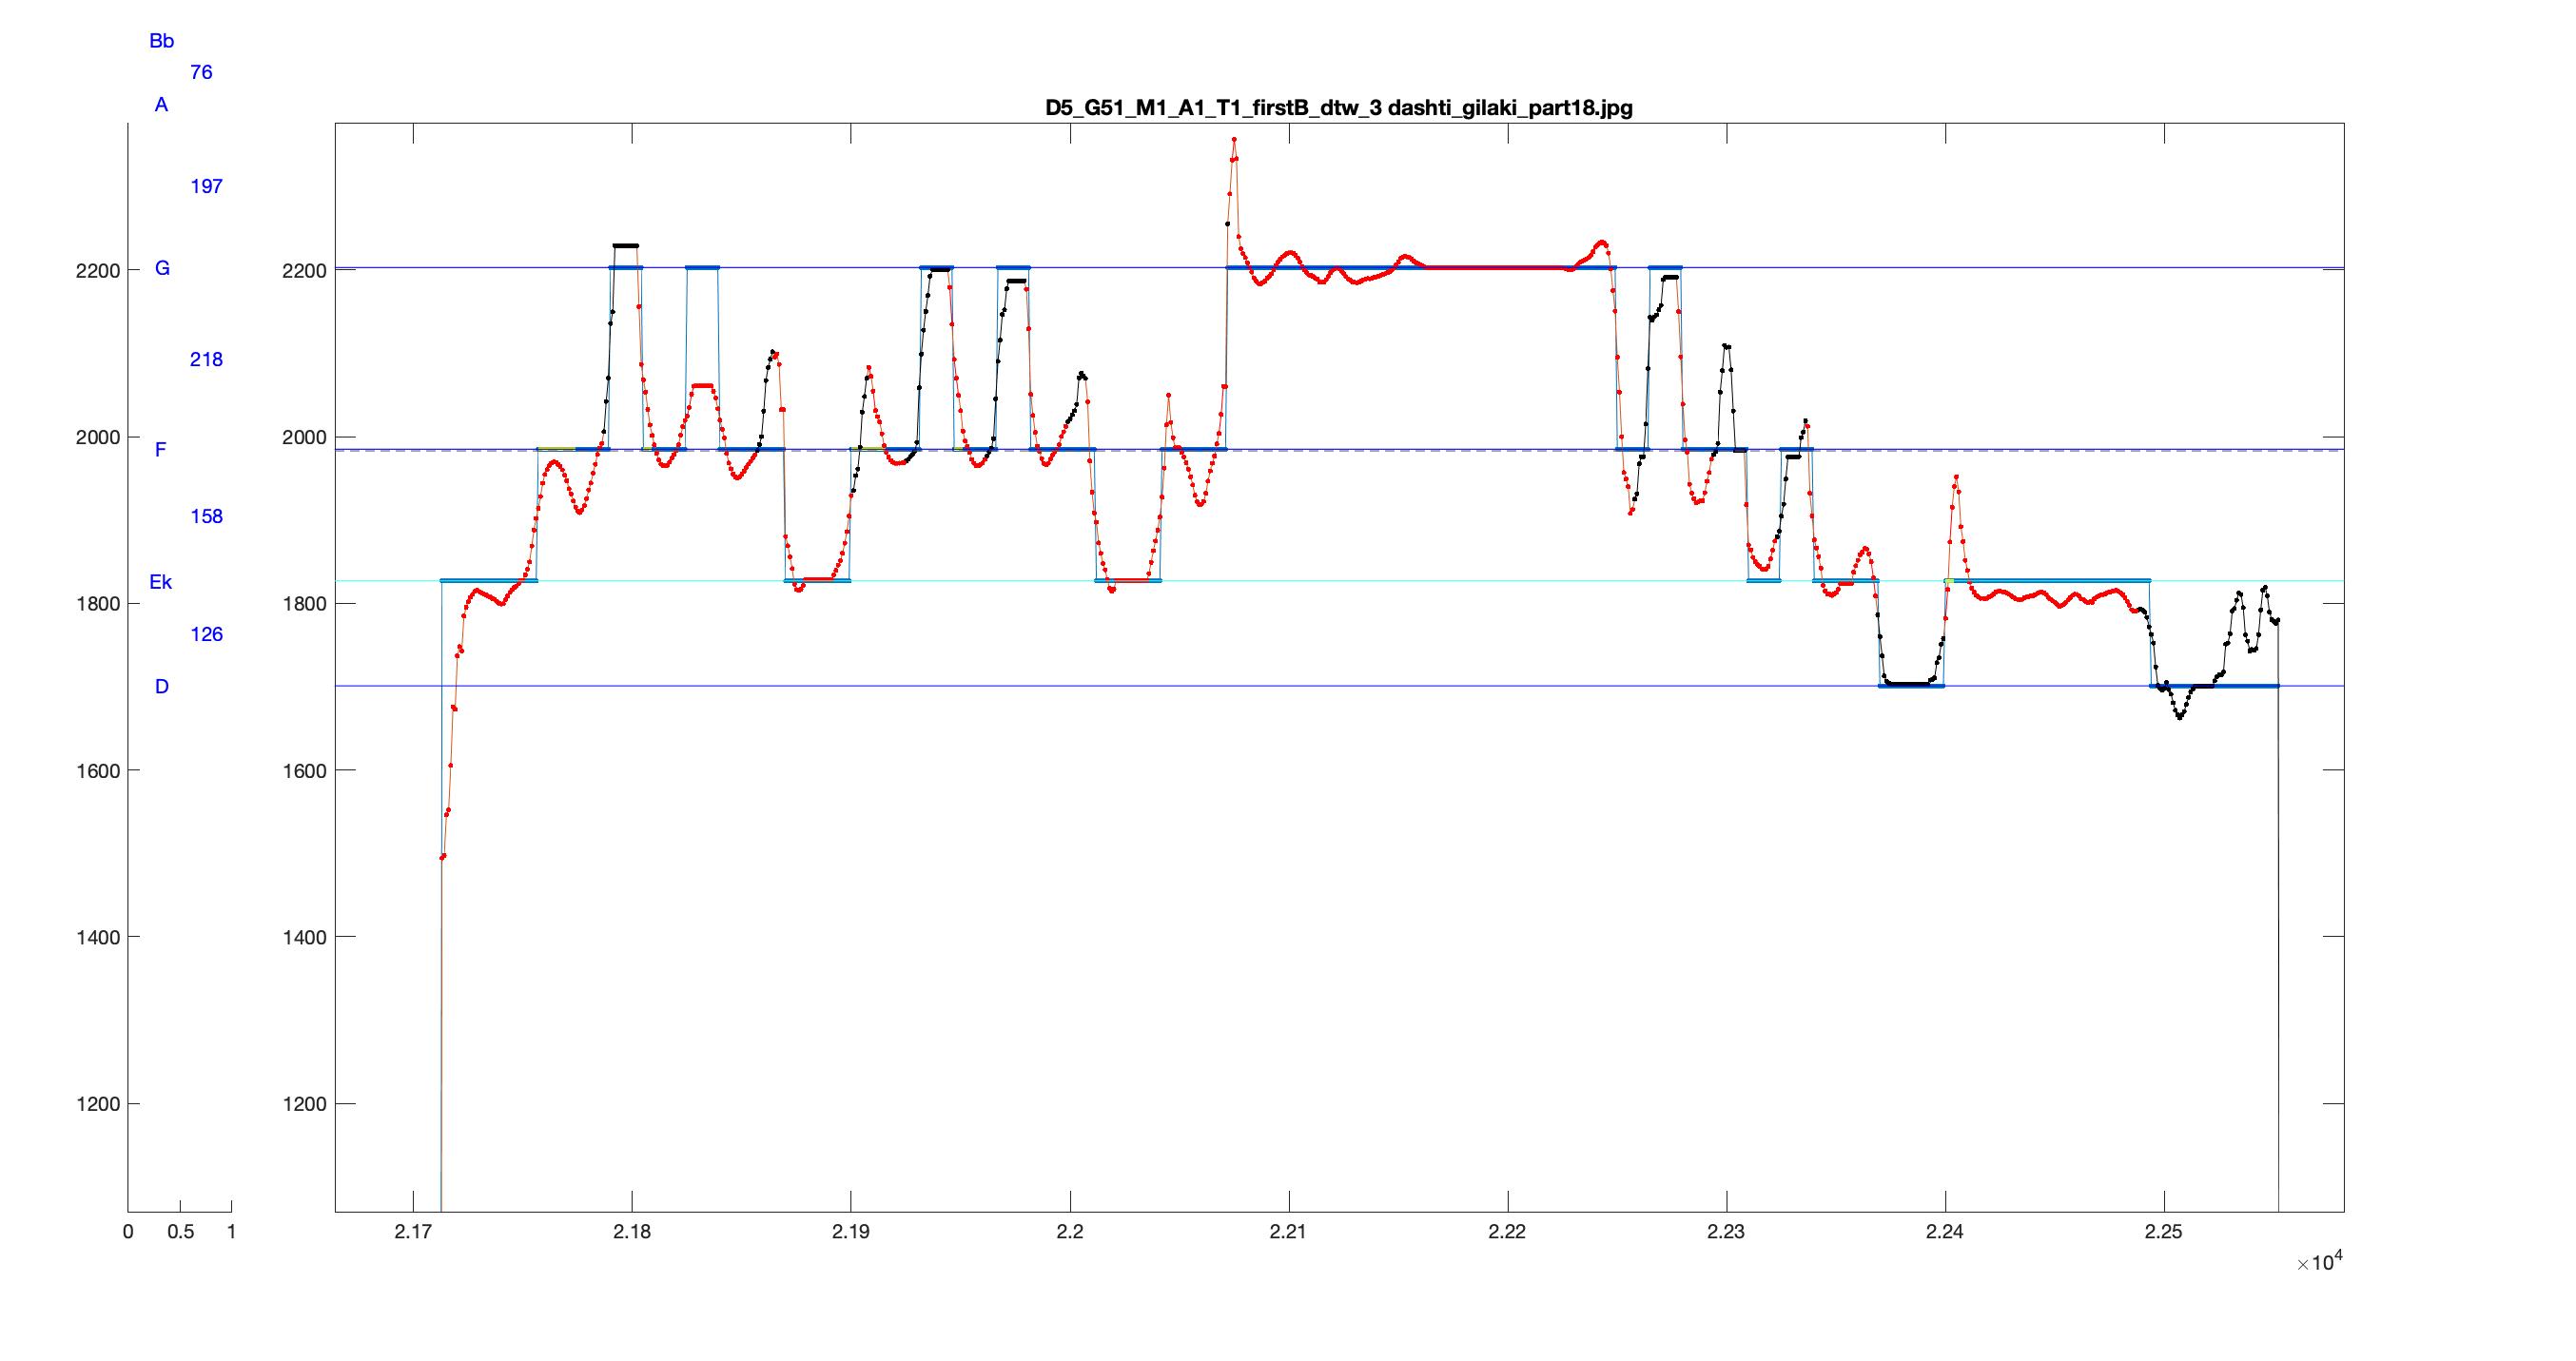 Bb
76
A
D5_G51_M1_A1_T1_firstB_dtw_3 dashti_gilaki_part18.jpg
197
2200 G 2200
218
2000 F 2000
158
Ek
1800 1800
126
D
1600 1600
1400 1400
1200 1200
0 0.5 1 2.17 2.18 2.19 2.2 2.21 2.22 2.23 2.24 2.25
×10⁴